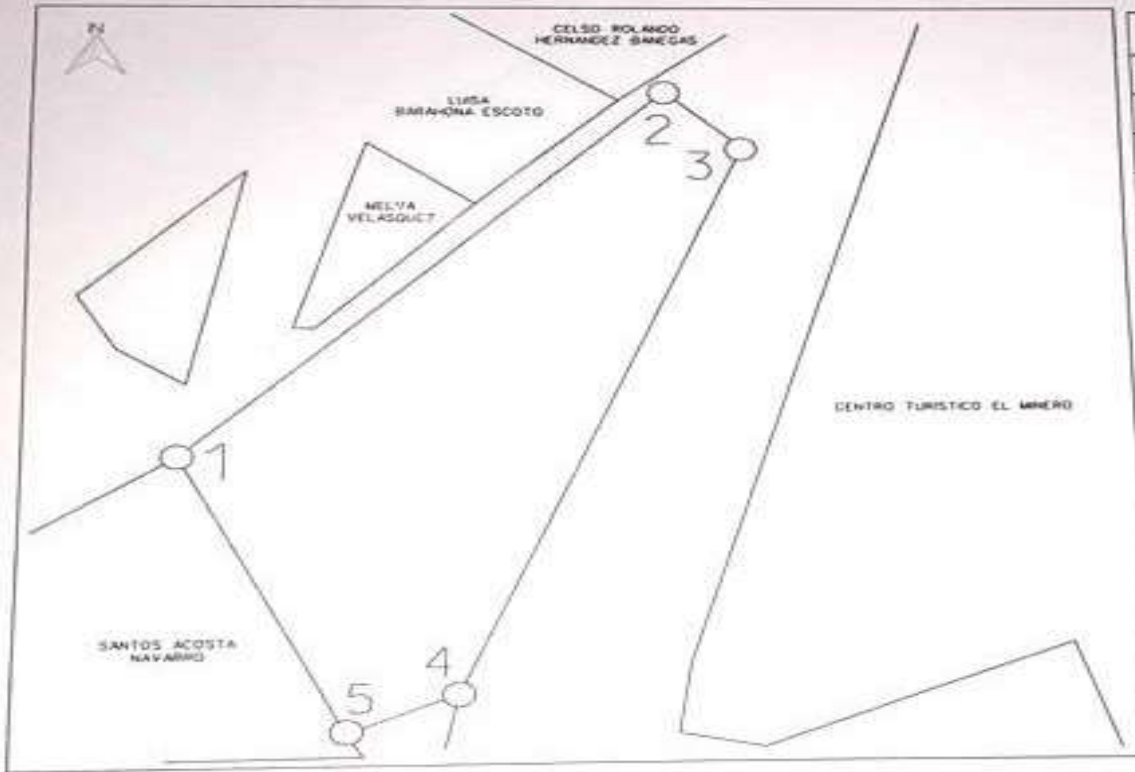 N
CELSO ROLANDO
HERNANDEZ BANEGAS
LUISA
BARAHONA ESCOTO
2
3
MELVA
VELASQUEZ
CENTRO TURISTICO EL MINERO
1
SANTOS ACOSTA
NAVARRO
4
5